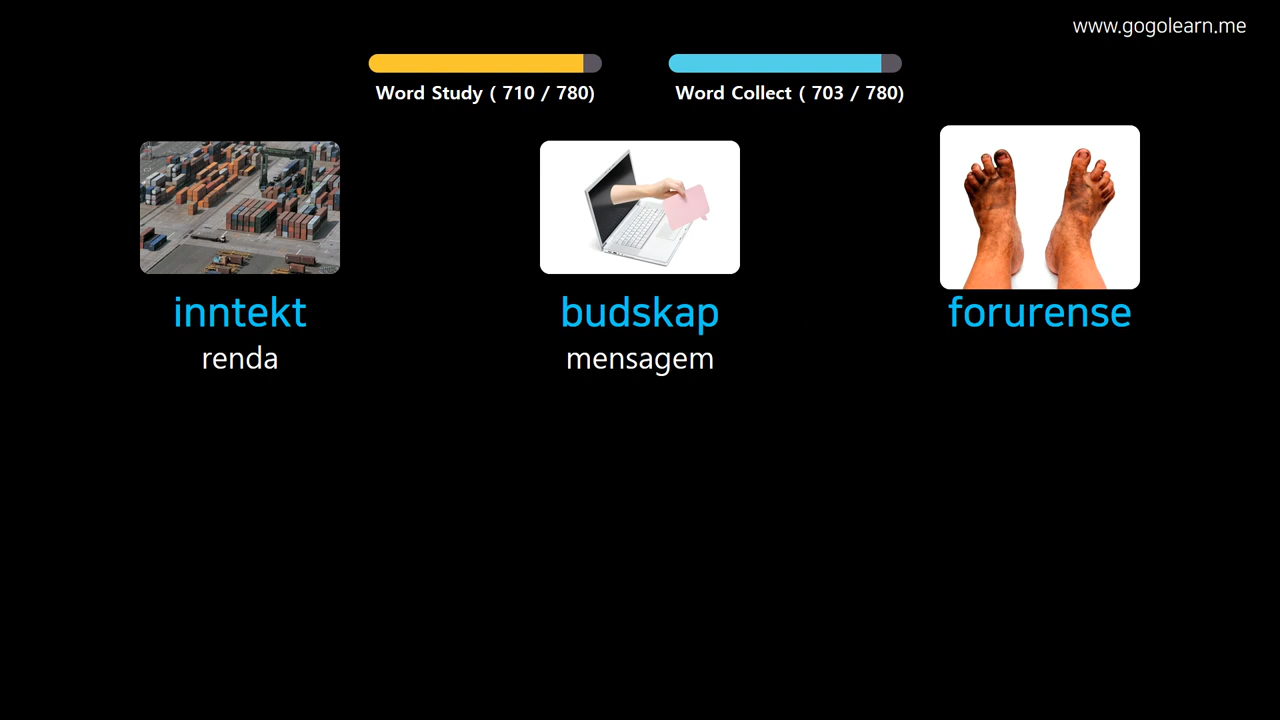 www.gogolearn.me
Word Study ( 710 / 780)
Word Collect ( 703 / 780)
inntekt
renda
budskap
mensagem
forurense